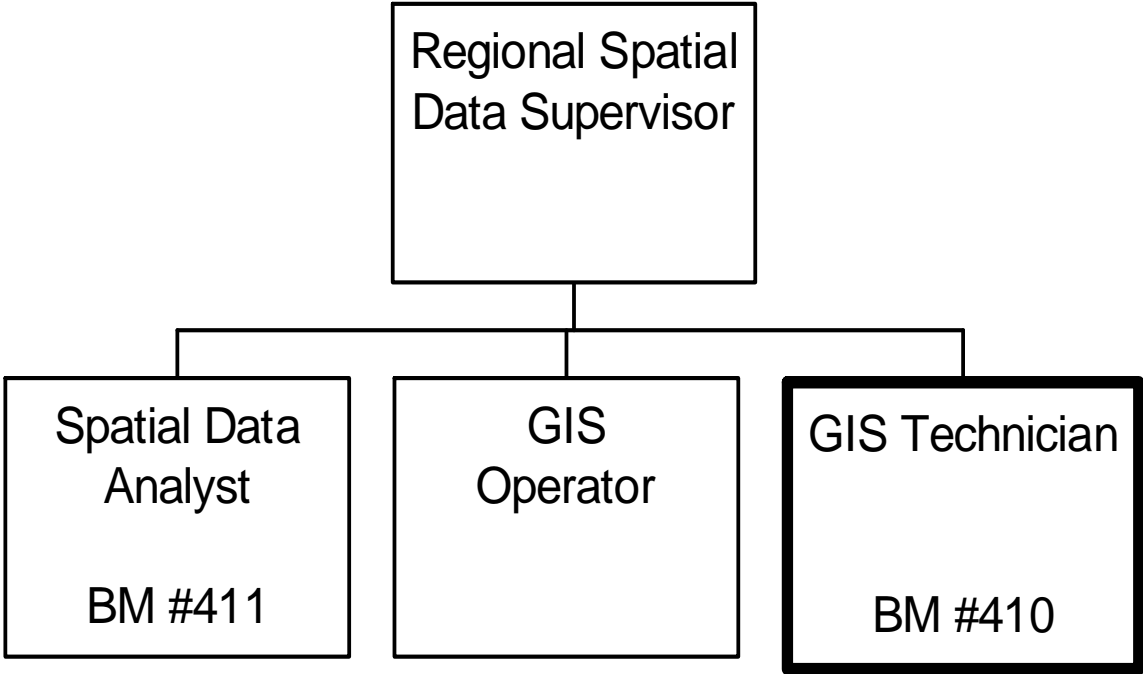 Regional Spatial
Data Supervisor
Spatial Data
Analyst
BM #411
GIS
Operator
GIS Technician
BM #410